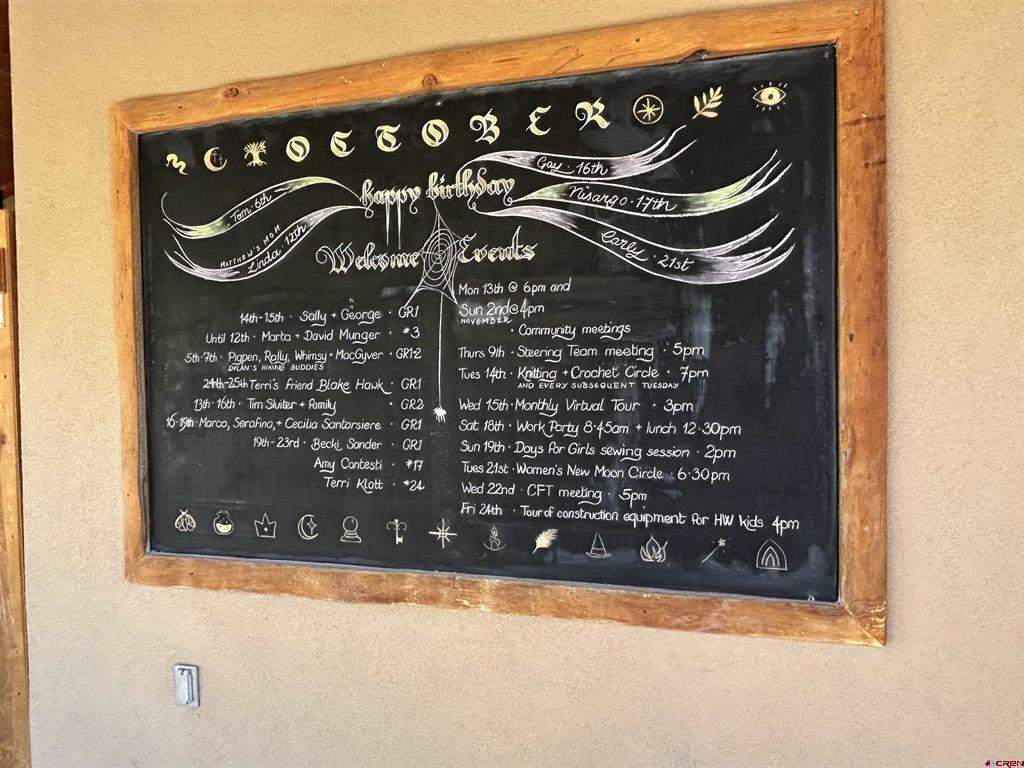 OCTOBER
happy birthday
Tom · 6th
MATTHEW'S MOM
Linda · 12th
Gay · 16th
Nisargo · 17th
Carly · 21st
Welcome
14th-15th · Sally + George · GR1
Until 12th · Marta + David Munger · #3
5th-7th · Pigpen, Rally, Whimsy + MacGyver · GR1+2
DYLAN'S HIKING BUDDIES
24th-25th Terri's friend Blake Hawk · GR1
13th-16th · Tim Sluiter + Family · GR2
16-19th · Marco, Serafina, + Cecilia Santorsiere · GR1
19th-23rd · Becki Sander · GR1
Amy Contesti · #17
Terri Klott · #24
Events
Mon 13th @ 6pm and
Sun 2nd @ 4pm
NOVEMBER
· Community meetings
Thurs 9th · Steering Team meeting · 5pm
Tues 14th · Knitting + Crochet Circle · 7pm
AND EVERY SUBSEQUENT TUESDAY
Wed 15th · Monthly Virtual Tour · 3pm
Sat 18th · Work Party 8·45am + lunch 12·30pm
Sun 19th · Days for Girls sewing session · 2pm
Tues 21st · Women's New Moon Circle · 6·30pm
Wed 22nd · CFT meeting · 5pm
Fri 24th · Tour of construction equipment for HW kids 4pm
CREN